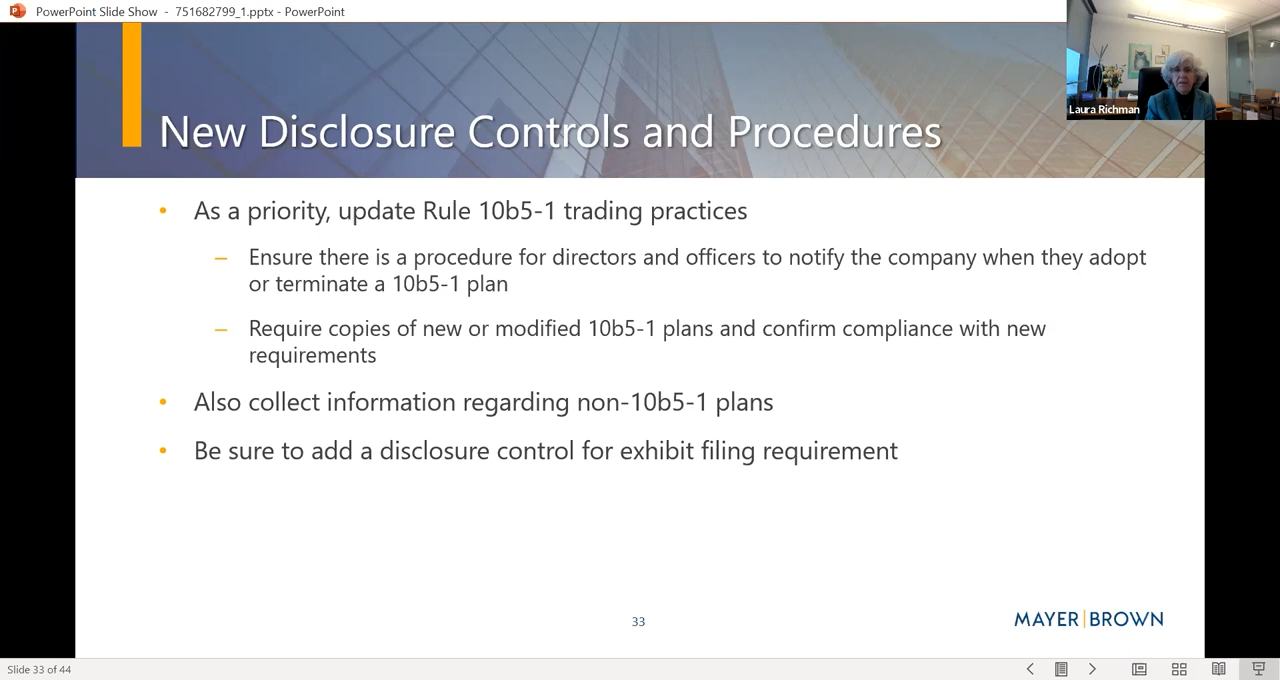 PowerPoint Slide Show - 751682799_1.pptx - PowerPoint
Laura Richman
New Disclosure Controls and Procedures
• As a priority, update Rule 10b5-1 trading practices
– Ensure there is a procedure for directors and officers to notify the company when they adopt
or terminate a 10b5-1 plan
– Require copies of new or modified 10b5-1 plans and confirm compliance with new
requirements
• Also collect information regarding non-10b5-1 plans
• Be sure to add a disclosure control for exhibit filing requirement
33
MAYER|BROWN
Slide 33 of 44